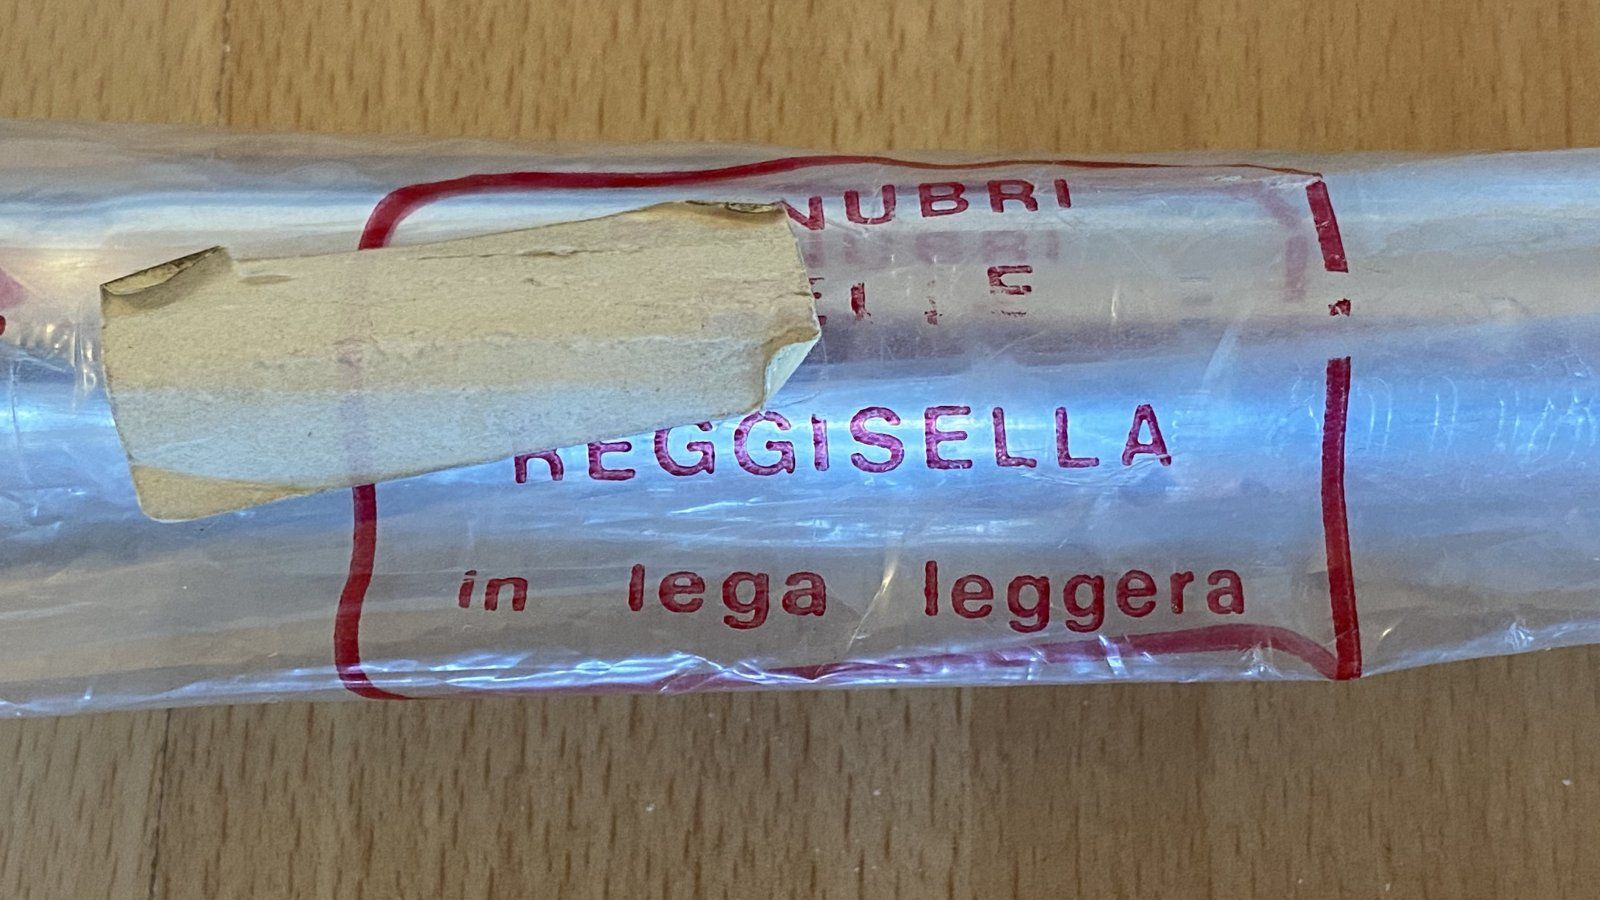 NUBRI
REGGISELLA
in lega leggera